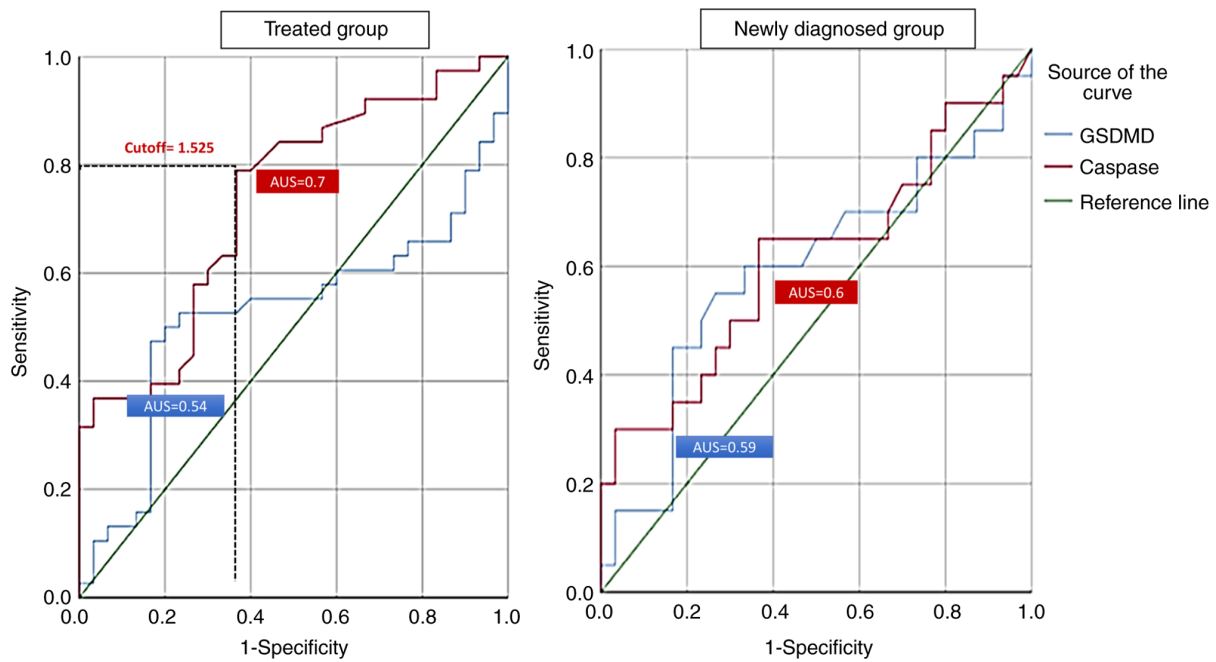 Treated group
Newly diagnosed group
1.0
0.8
0.6
0.4
0.2
0.0
Sensitivity
Cutoff= 1.525
AUS=0.7
AUS=0.54
0.0 0.2 0.4 0.6 0.8 1.0
1-Specificity
1.0
0.8
0.6
0.4
0.2
0.0
Sensitivity
AUS=0.6
AUS=0.59
0.0 0.2 0.4 0.6 0.8 1.0
1-Specificity
Source of the
curve
GSDMD
Caspase
Reference line